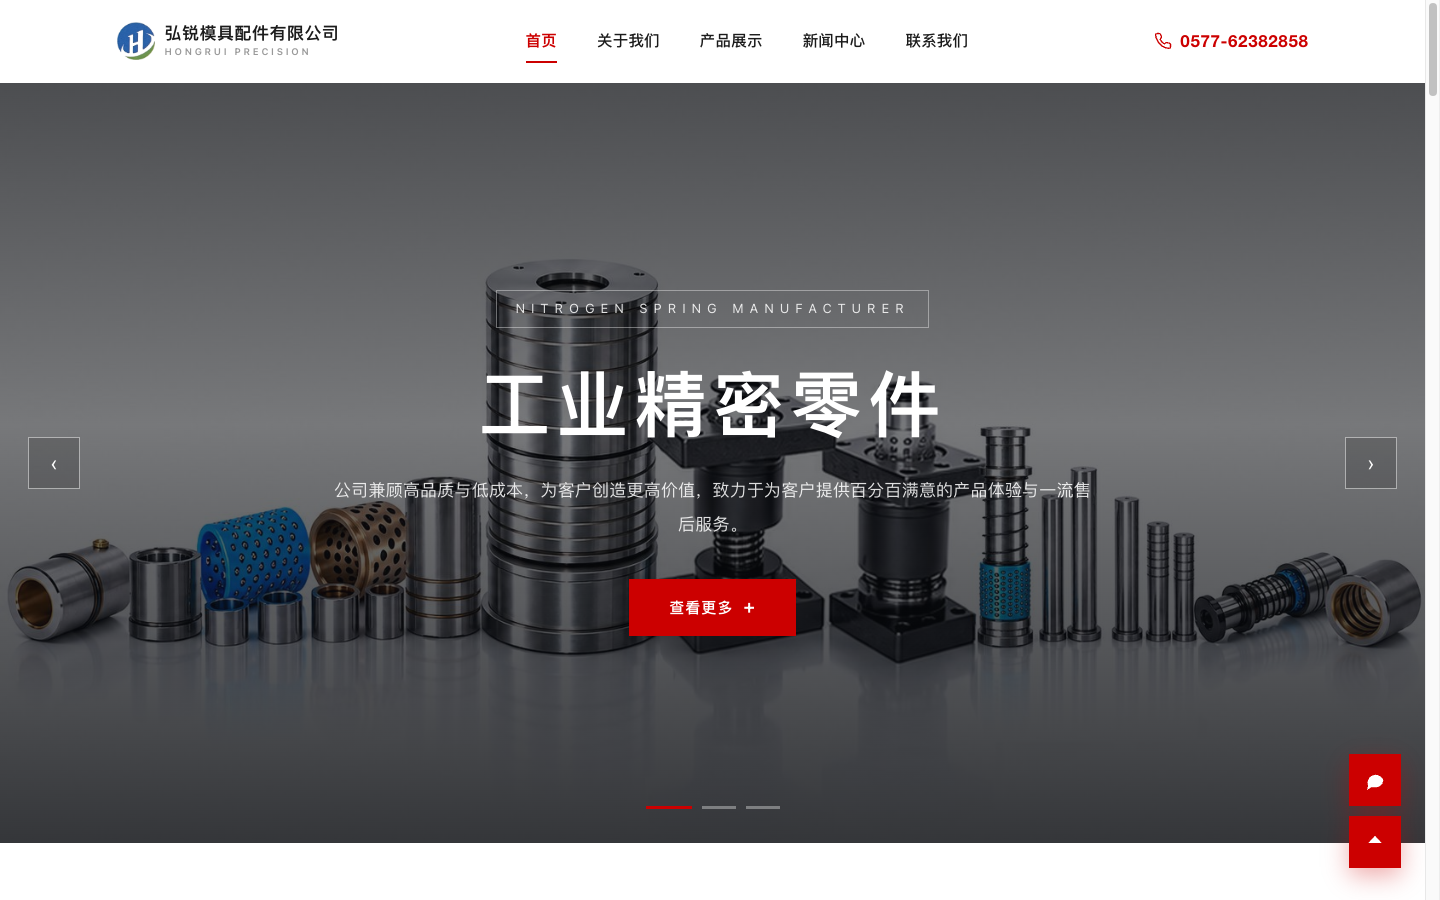 弘锐模具配件有限公司
HONGRUI PRECISION
首页
关于我们
产品展示
新闻中心
联系我们
0577-62382858
NITROGEN SPRING MANUFACTURER
工业精密零件
公司兼顾高品质与低成本，为客户创造更高价值，致力于为客户提供百分百满意的产品体验与一流售
后服务。
查看更多 +